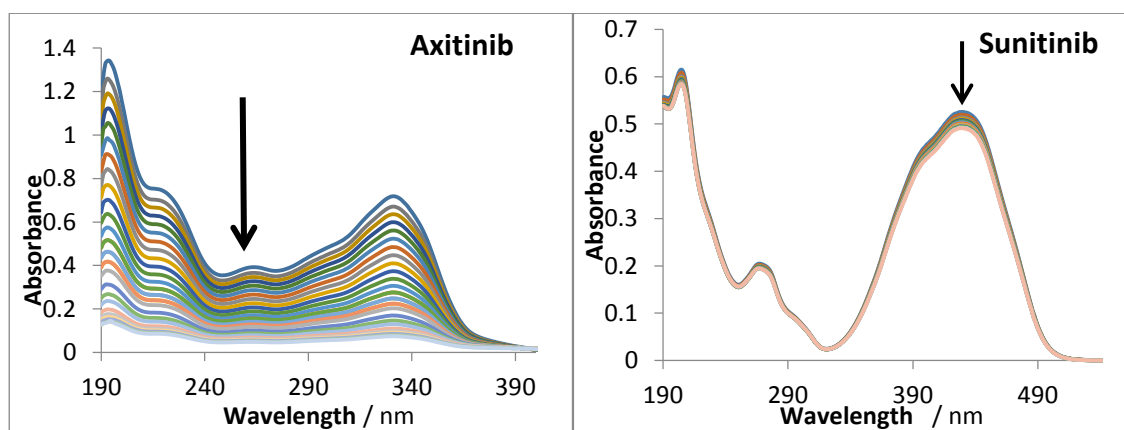 Axitinib
Absorbance
1.4
1.2
1
0.8
0.6
0.4
0.2
0
190 240 290 340 390
Wavelength / nm
Sunitinib
Absorbance
0.7
0.6
0.5
0.4
0.3
0.2
0.1
0
190 290 390 490
Wavelength / nm